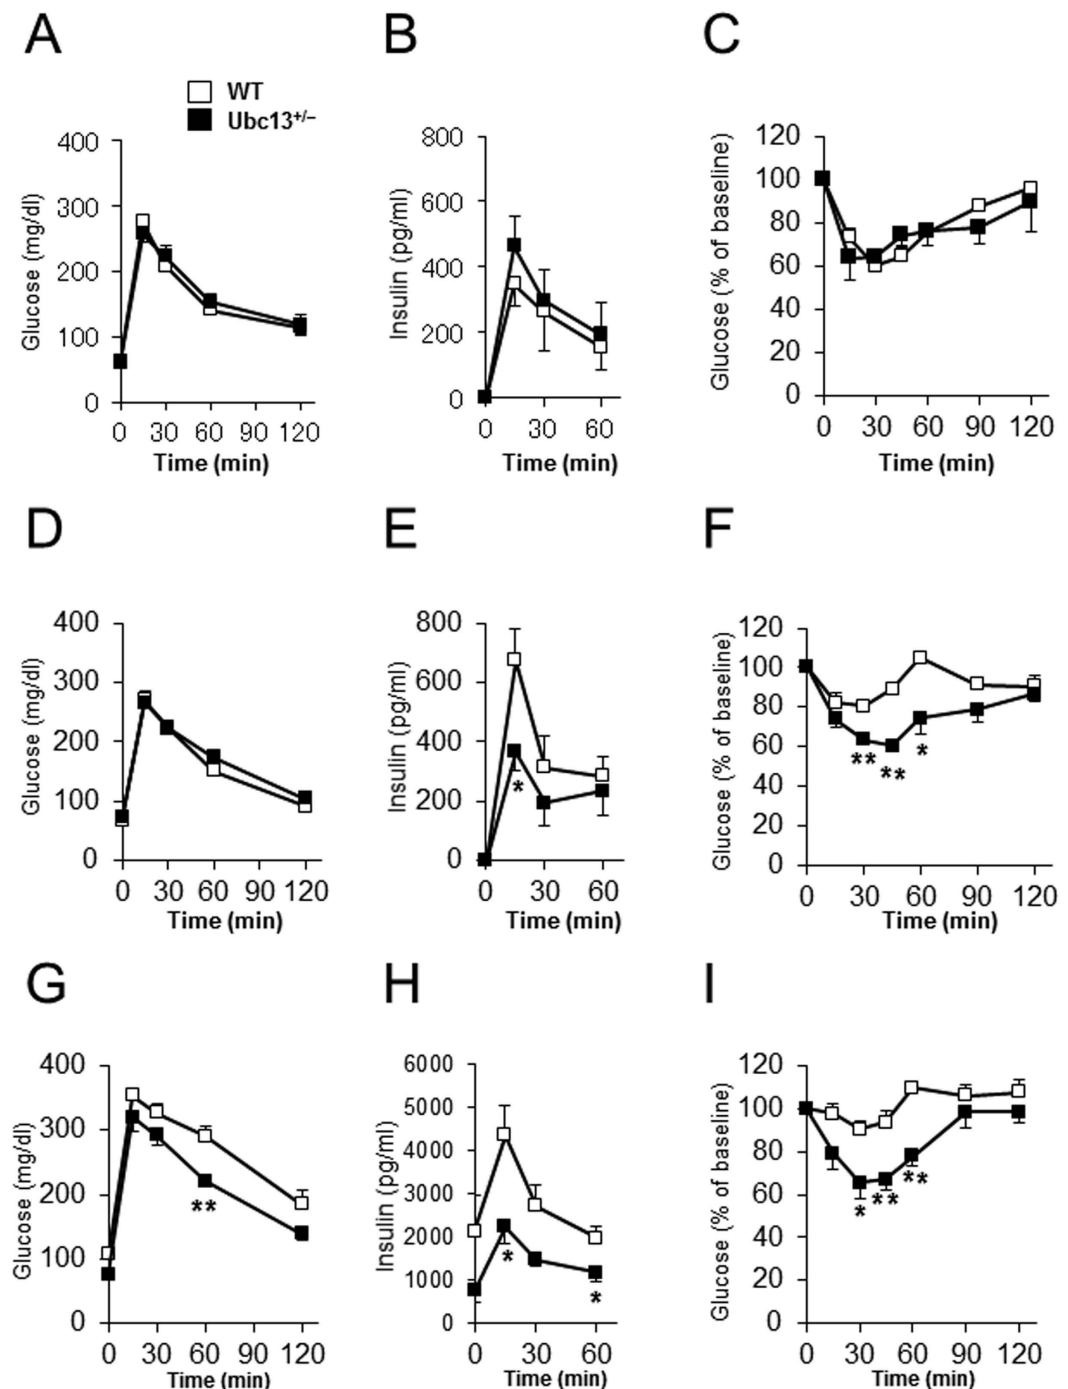 A
B
C
WT
Ubc13+/–
400
300
200
100
0
Glucose (mg/dl)
0 30 60 90 120
Time (min)
800
600
400
200
0
Insulin (pg/ml)
0 30 60
Time (min)
120
100
80
60
40
20
0
Glucose (% of baseline)
0 30 60 90 120
Time (min)
D
E
F
400
300
200
100
0
Glucose (mg/dl)
0 30 60 90 120
Time (min)
800
600
400
200
0
Insulin (pg/ml)
*
0 30 60
Time (min)
120
100
80
60
40
20
0
Glucose (% of baseline)
** ** *
0 30 60 90 120
Time (min)
G
H
I
400
300
200
100
0
Glucose (mg/dl)
**
0 30 60 90 120
Time (min)
6000
5000
4000
3000
2000
1000
0
Insulin (pg/ml)
* *
0 30 60
Time (min)
120
100
80
60
40
20
0
Glucose (% of baseline)
* ** **
0 30 60 90 120
Time (min)